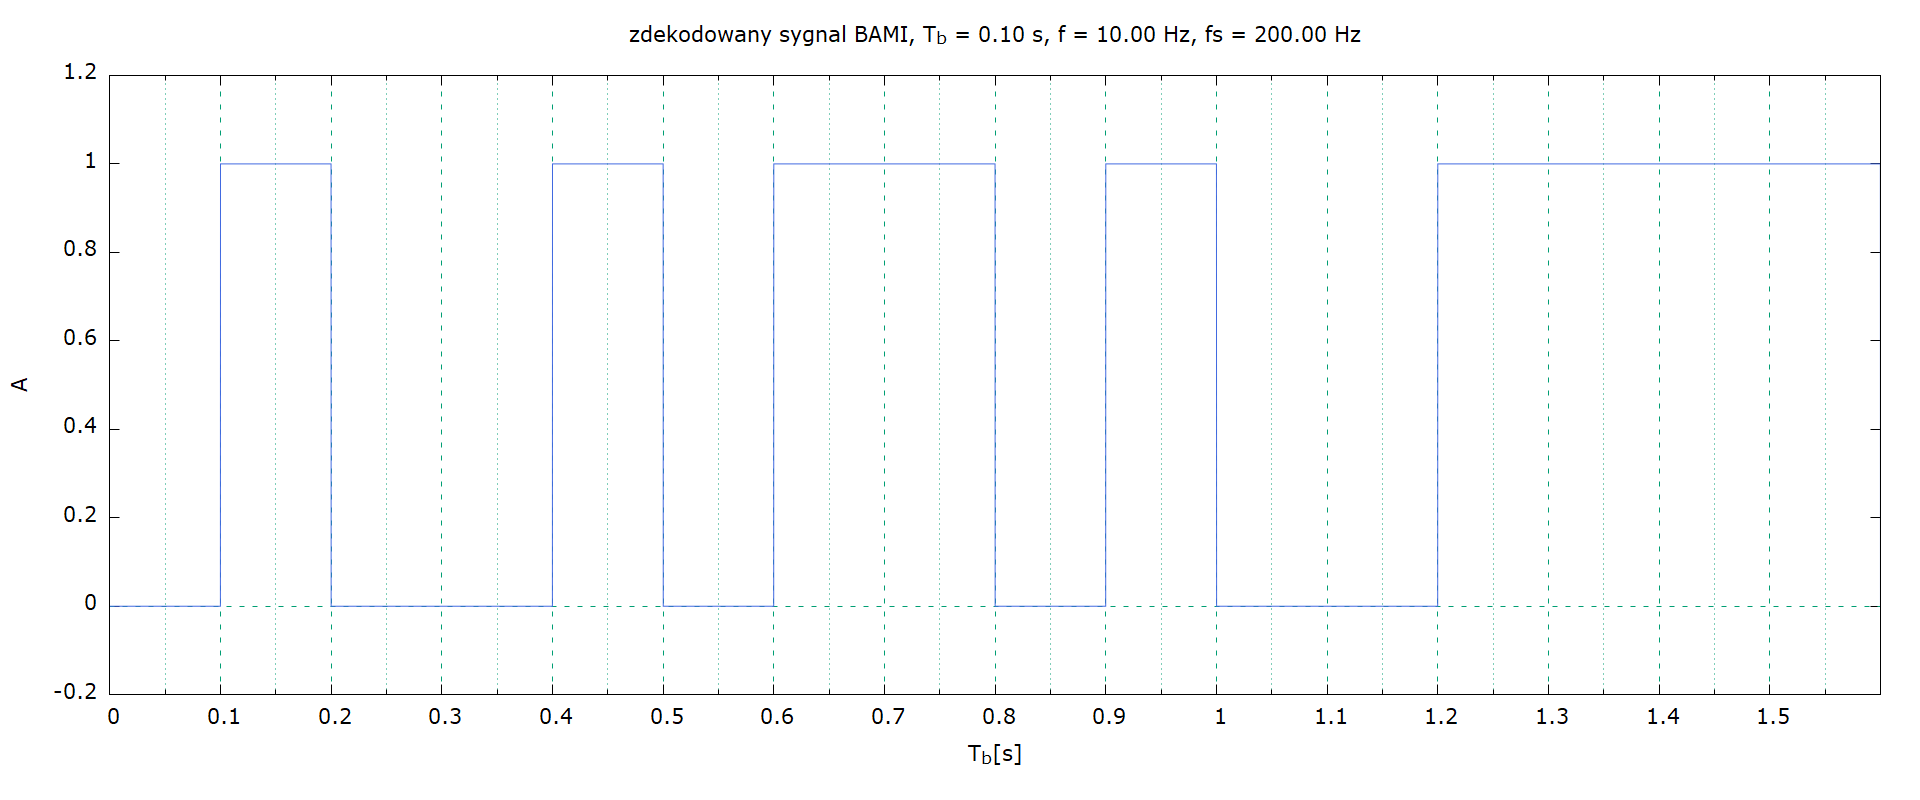 zdekodowany sygnal BAMI, Tb = 0.10 s, f = 10.00 Hz, fs = 200.00 Hz
1.2
1
0.8
0.6
0.4
0.2
0
-0.2
A
0 0.1 0.2 0.3 0.4 0.5 0.6 0.7 0.8 0.9 1 1.1 1.2 1.3 1.4 1.5
Tb[s]